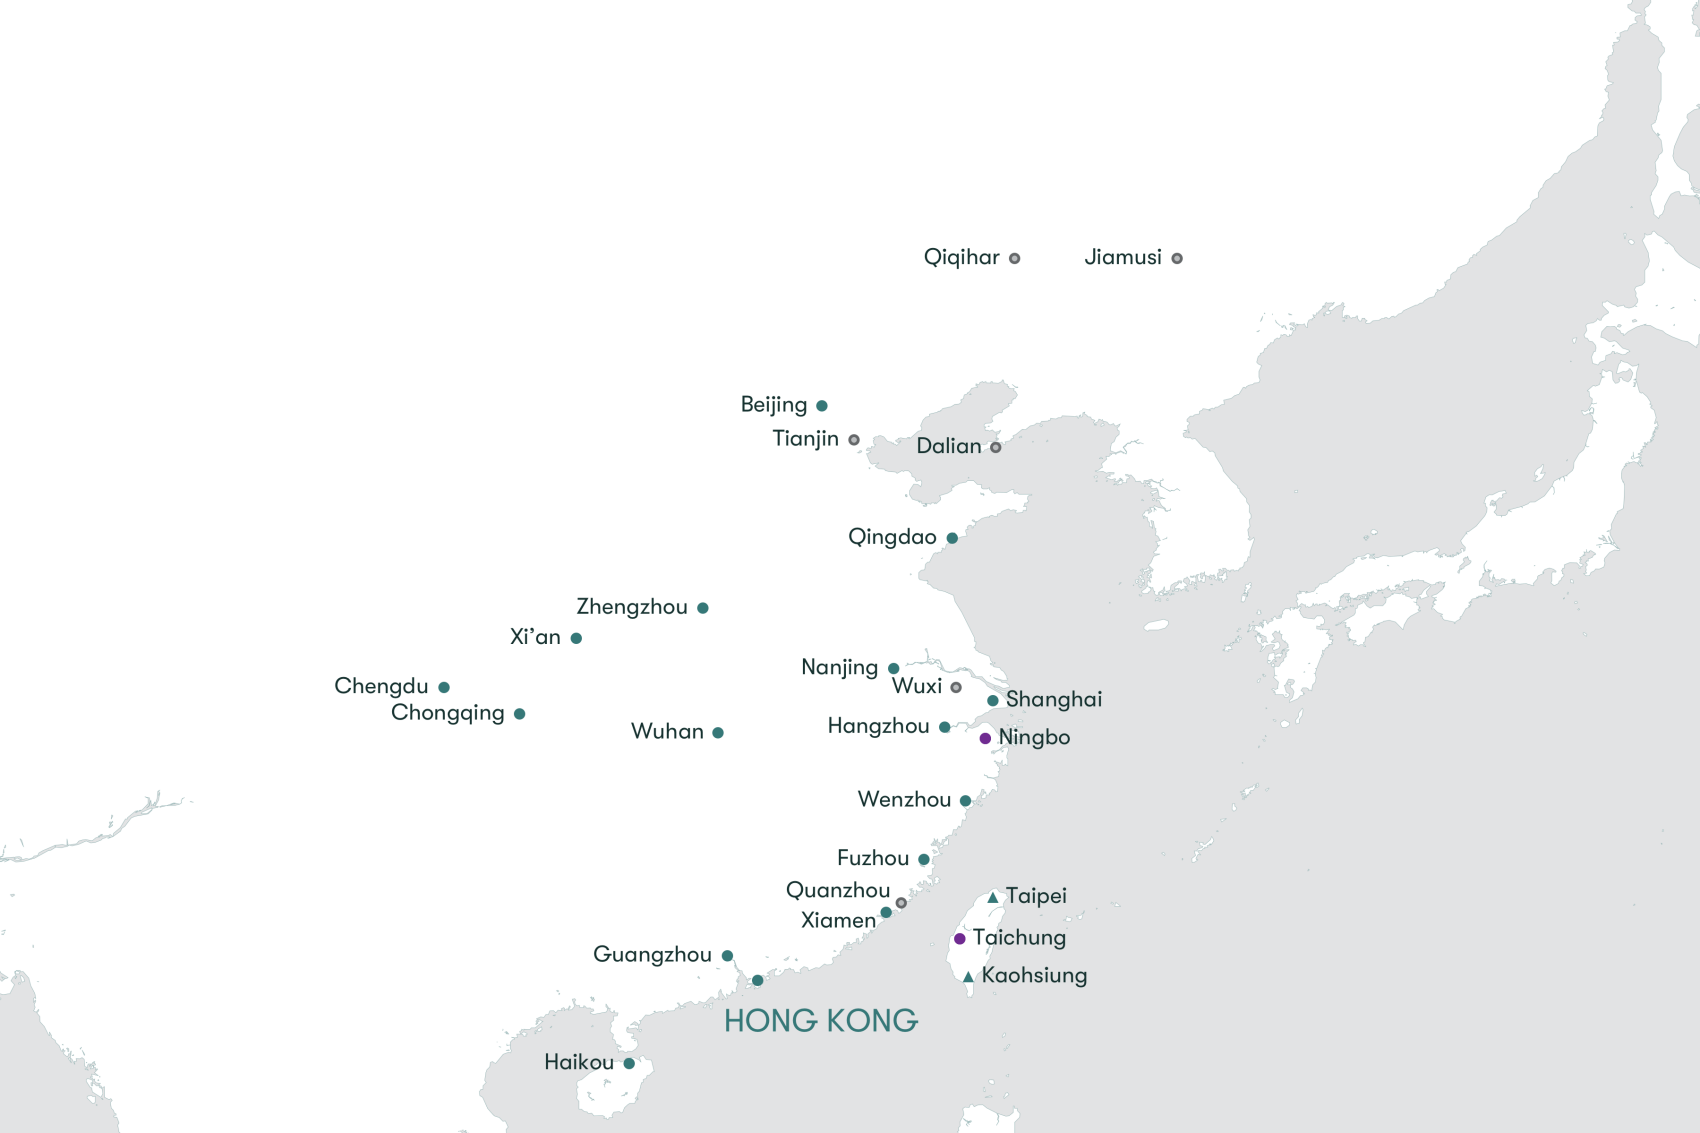 Qiqihar
Jiamusi
Beijing
Tianjin
Dalian
Qingdao
Zhengzhou
Xi’an
Nanjing
Chengdu
Wuxi
Shanghai
Chongqing
Hangzhou
Wuhan
Ningbo
Wenzhou
Fuzhou
Quanzhou
Taipei
Xiamen
Taichung
Guangzhou
Kaohsiung
HONG KONG
Haikou